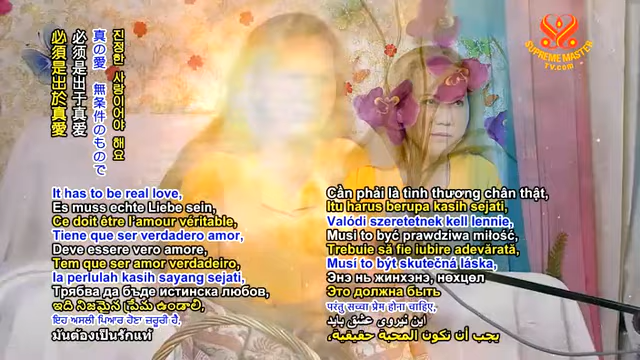 SUPREME MASTER
TV.com
진정한 사랑이어야 해요
真の愛 無条件のもので
必须是出于真爱
必須是出於真愛
It has to be real love,
Es muss echte Liebe sein,
Ce doit être l'amour véritable,
Tiene que ser verdadero amor,
Deve essere vero amore,
Tem que ser amor verdadeiro,
Ia perlulah kasih sayang sejati,
Трябва да бъде истинска любов,
ఇది నిజమైన ప్రేమ ఉండాలి,
ਇਹ ਅਸਲੀ ਪਿਆਰ ਹੋਣਾ ਜ਼ਰੂਰੀ ਹੈ,
มันต้องเป็นรักแท้
Cần phải là tình thương chân thật,
Itu harus berupa kasih sejati,
Valódi szeretetnek kell lennie,
Musi to być prawdziwa miłość,
Trebuie să fie iubire adevărată,
Musí to být skutečná láska,
Энэ нь жинхэнэ, нөхцөл
Это должна быть
परंतु सच्चा प्रेम होना चाहिए,
این نیروی عشق باید
يجب أن تكون المحبة حقيقية،